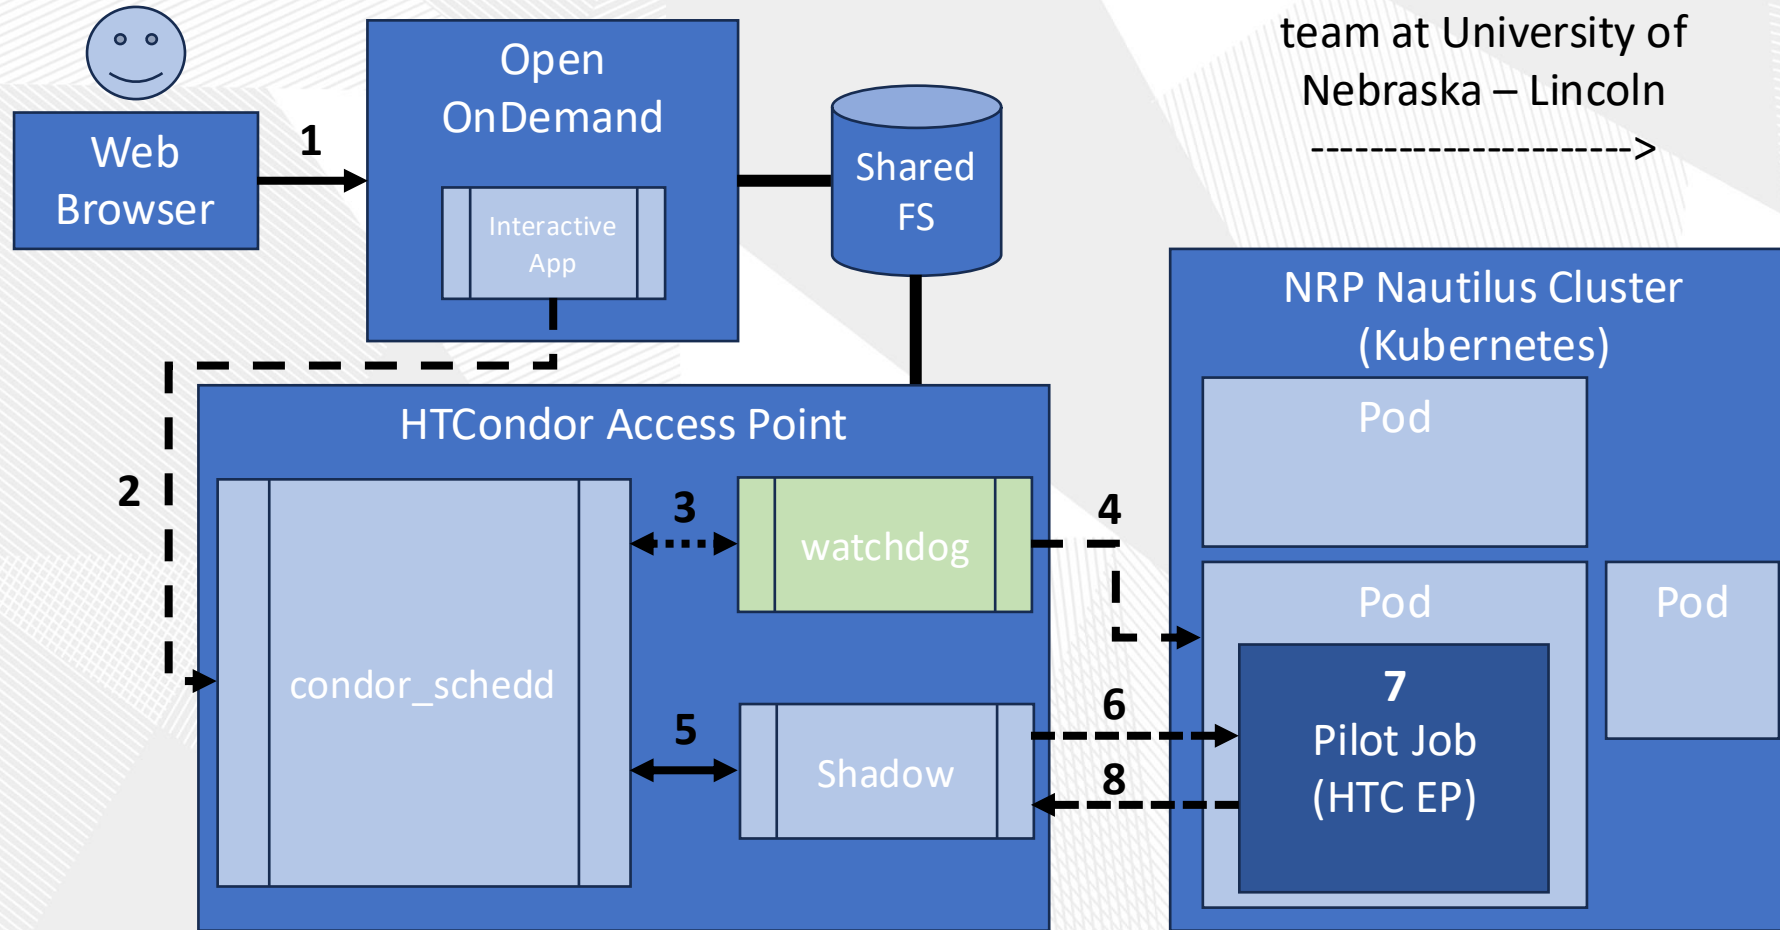 team at University of
Nebraska – Lincoln
---------------------->
Open
OnDemand
Web
Browser
1
Shared
FS
Interactive
App
NRP Nautilus Cluster
(Kubernetes)
HTCondor Access Point
Pod
2
3
watchdog
4
Pod
Pod
condor_schedd
5
Shadow
6
7
Pilot Job
(HTC EP)
8